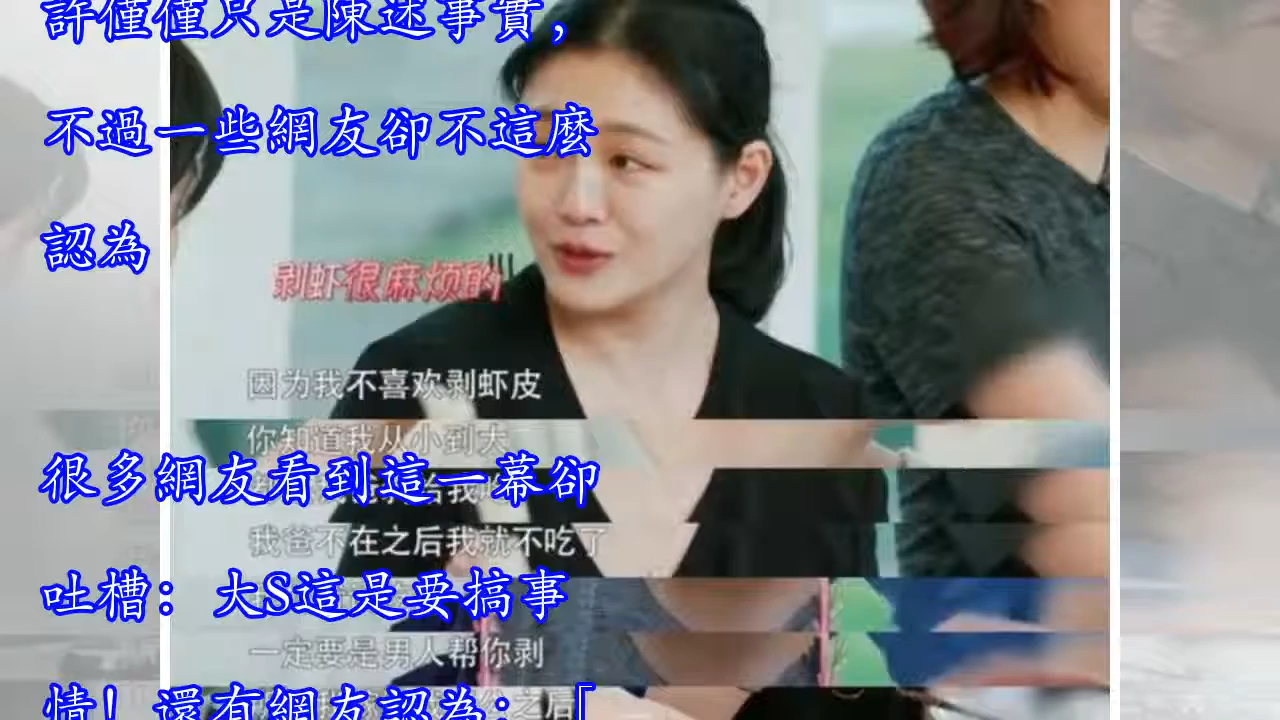 許僅僅只是陳述事實，
不過一些網友卻不這麼
認為
剥虾很麻烦的
因为我不喜欢剥虾皮
你知道我从小到大
很多網友看到這一幕卻
我爸不在之后我就不吃了
吐槽：大S這是要搞事
一定要是男人帮你剥
情！還有網友認為：「
之后